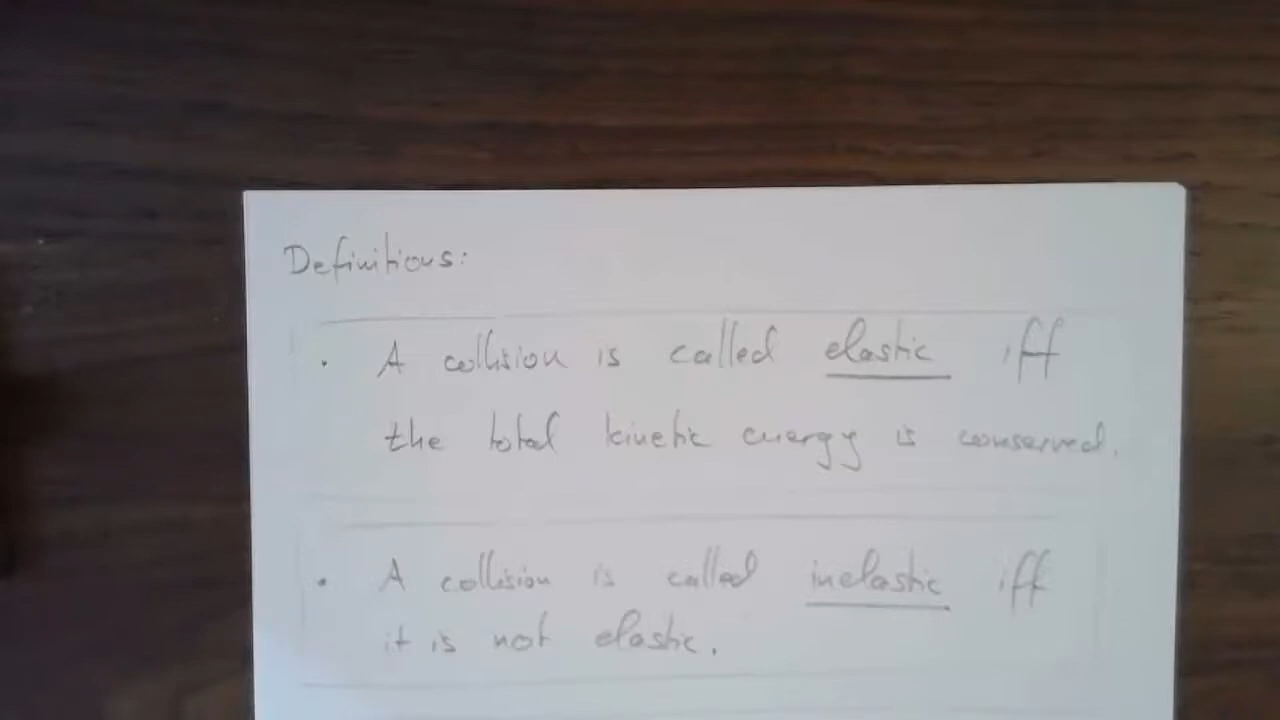 Definitions:
· A collision is called elastic iff
the total kinetic energy is conserved.
· A collision is called inelastic iff
it is not elastic.